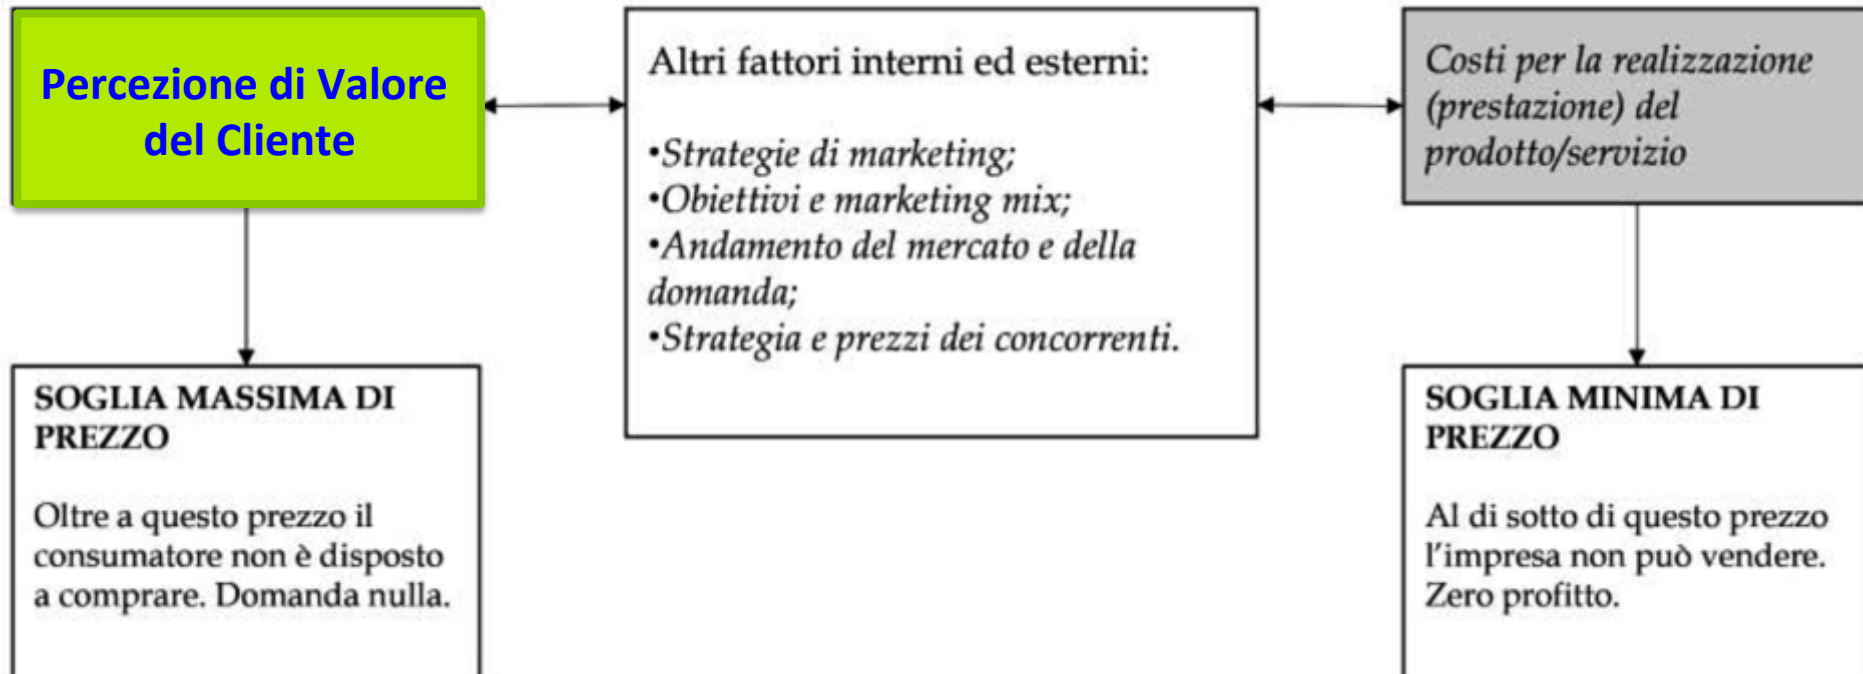 Percezione di Valore
del Cliente
Altri fattori interni ed esterni:
•Strategie di marketing;
•Obiettivi e marketing mix;
•Andamento del mercato e della
domanda;
•Strategia e prezzi dei concorrenti.
Costi per la realizzazione
(prestazione) del
prodotto/servizio
SOGLIA MASSIMA DI
PREZZO
Oltre a questo prezzo il
consumatore non è disposto
a comprare. Domanda nulla.
SOGLIA MINIMA DI
PREZZO
Al di sotto di questo prezzo
l'impresa non può vendere.
Zero profitto.